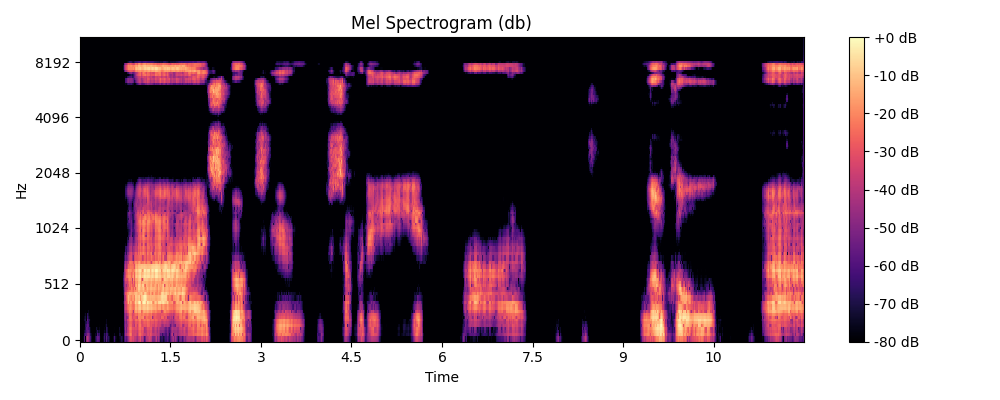 Mel Spectrogram (db)
8192
4096
2048
1024
512
0
Hz
0 1.5 3 4.5 6 7.5 9 10
Time
+0 dB
-10 dB
-20 dB
-30 dB
-40 dB
-50 dB
-60 dB
-70 dB
-80 dB